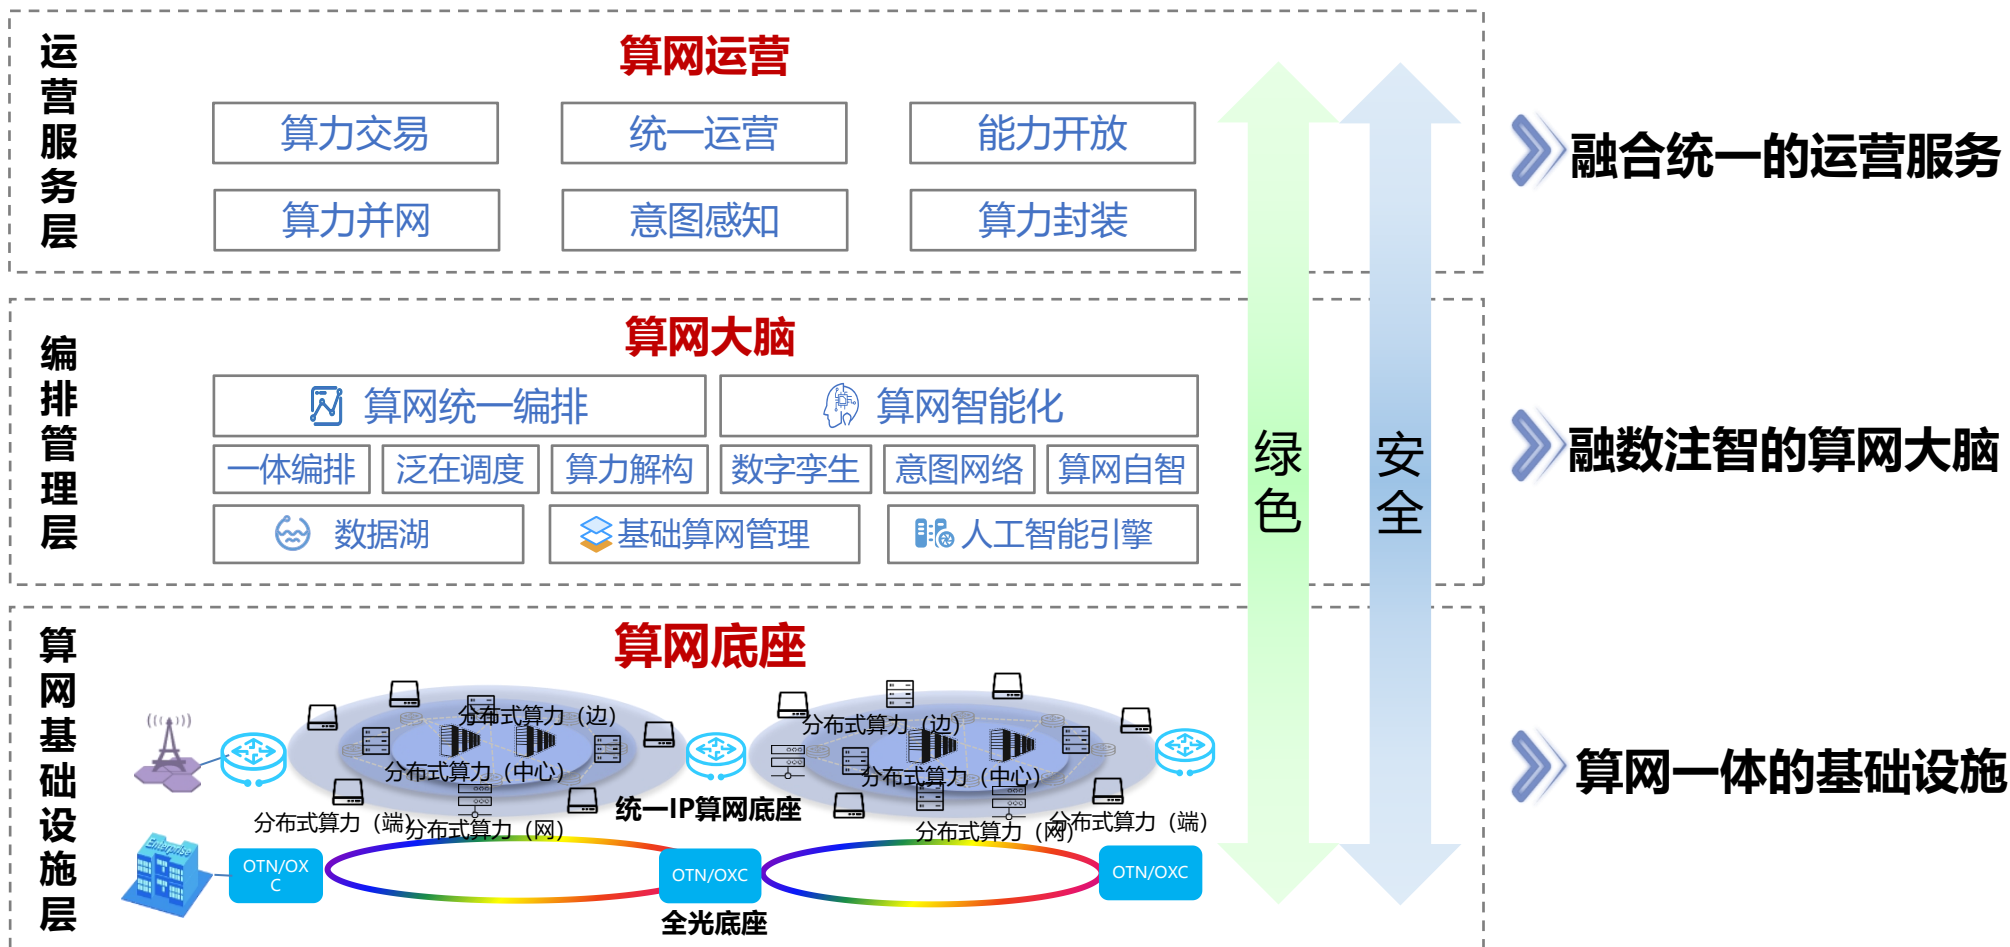 运营服务层
算网运营
算力交易
统一运营
能力开放
算力并网
意图感知
算力封装
融合统一的运营服务
编排管理层
算网大脑
算网统一编排
算网智能化
一体编排
泛在调度
算力解构
数字孪生
意图网络
算网自智
数据湖
基础算网管理
人工智能引擎
绿色
安全
融数注智的算网大脑
算网基础设施层
算网底座
分布式算力（边）
分布式算力（中心）
分布式算力（端）
分布式算力（网）
统一IP算网底座
分布式算力（边）
分布式算力（中心）
分布式算力（网）
分布式算力（端）
Enterprise
OTN/OX
C
OTN/OXC
OTN/OXC
全光底座
算网一体的基础设施